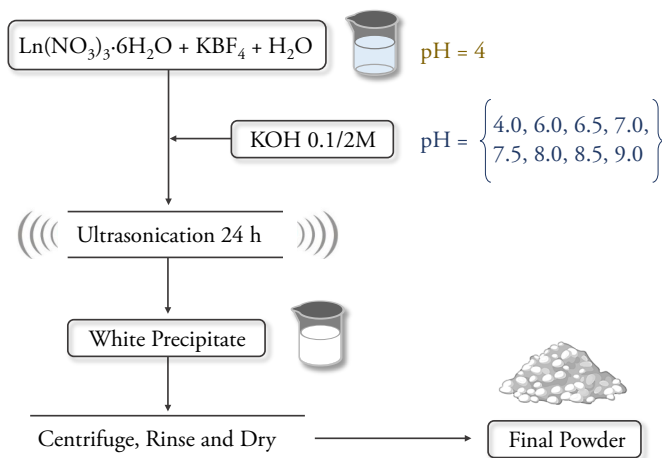 Ln(NO₃)₃·6H₂O + KBF₄ + H₂O
pH = 4
KOH 0.1/2M
pH = {4.0, 6.0, 6.5, 7.0,
7.5, 8.0, 8.5, 9.0}
Ultrasonication 24 h
White Precipitate
Centrifuge, Rinse and Dry
Final Powder